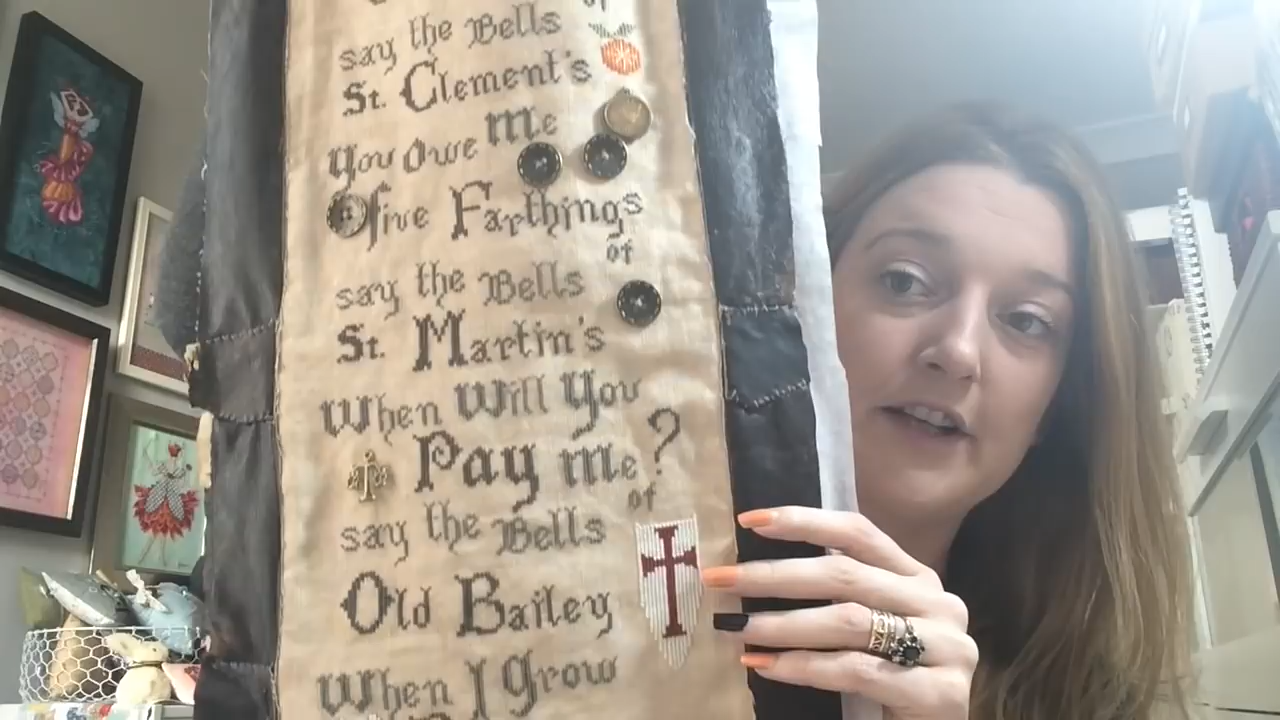 of
say the Bells
St. Clement's
You Owe Me
five Farthings
of
say the Bells
St. Martin's
When Will You
Pay me?
of
say the Bells
Old Bailey
When I Grow